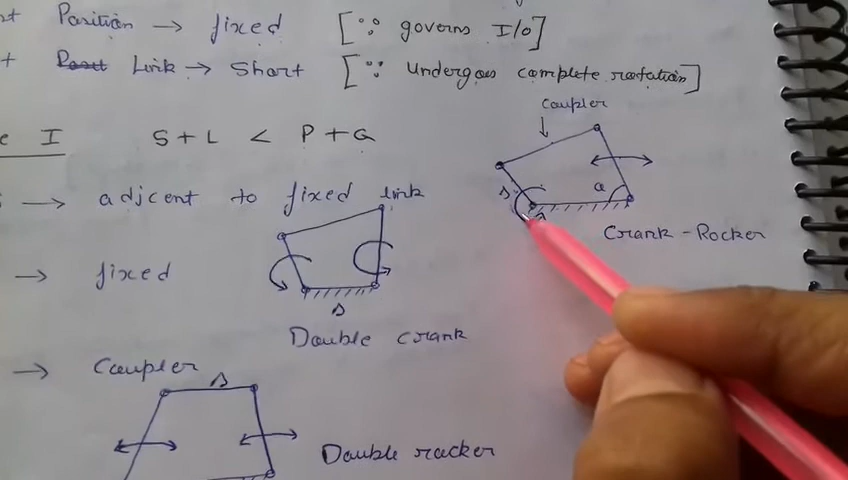 Position → fixed [∵ governs I/O]
Link → Short [∵ Undergoes complete rotation]
Coupler
I S + L < P + Q
→ adjcent to fixed link
s
a
Crank - Rocker
→ fixed
s
Double crank
→ Coupler
s
Double rocker